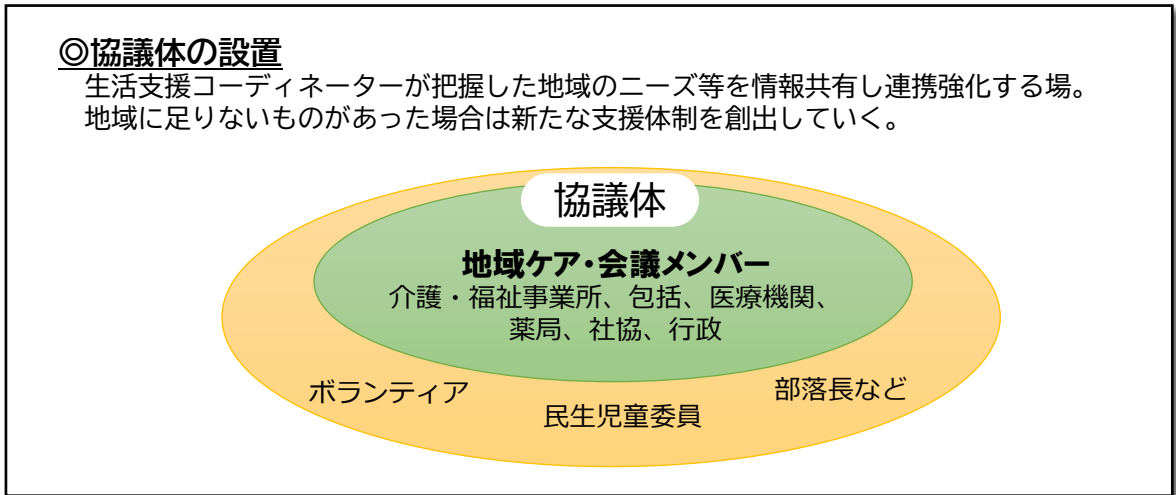 ◎協議体の設置
生活支援コーディネーターが把握した地域のニーズ等を情報共有し連携強化する場。
地域に足りないものがあった場合は新たな支援体制を創出していく。
協議体
地域ケア・会議メンバー
介護・福祉事業所、包括、医療機関、
薬局、社協、行政
ボランティア
民生児童委員
部落長など